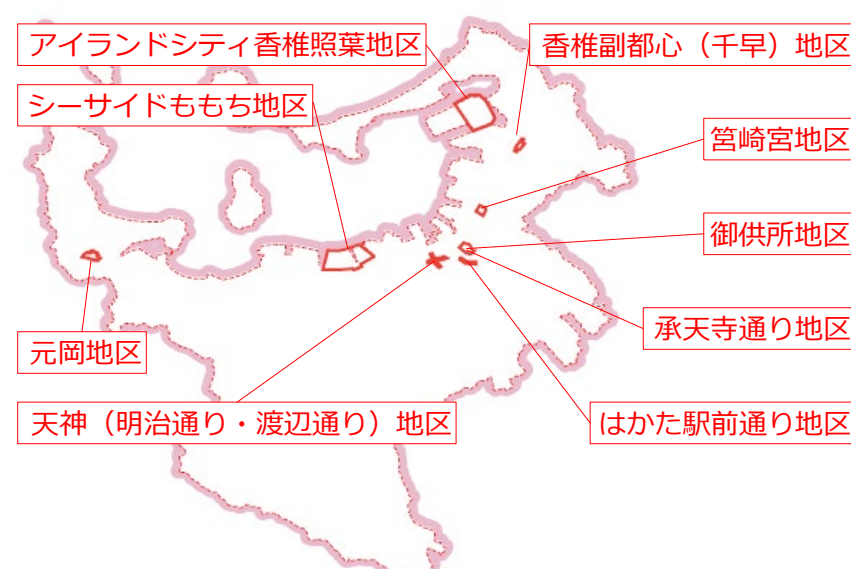 アイランドシティ香椎照葉地区
香椎副都心（千早）地区
シーサイドももち地区
筥崎宮地区
御供所地区
承天寺通り地区
元岡地区
天神（明治通り・渡辺通り）地区
はかた駅前通り地区